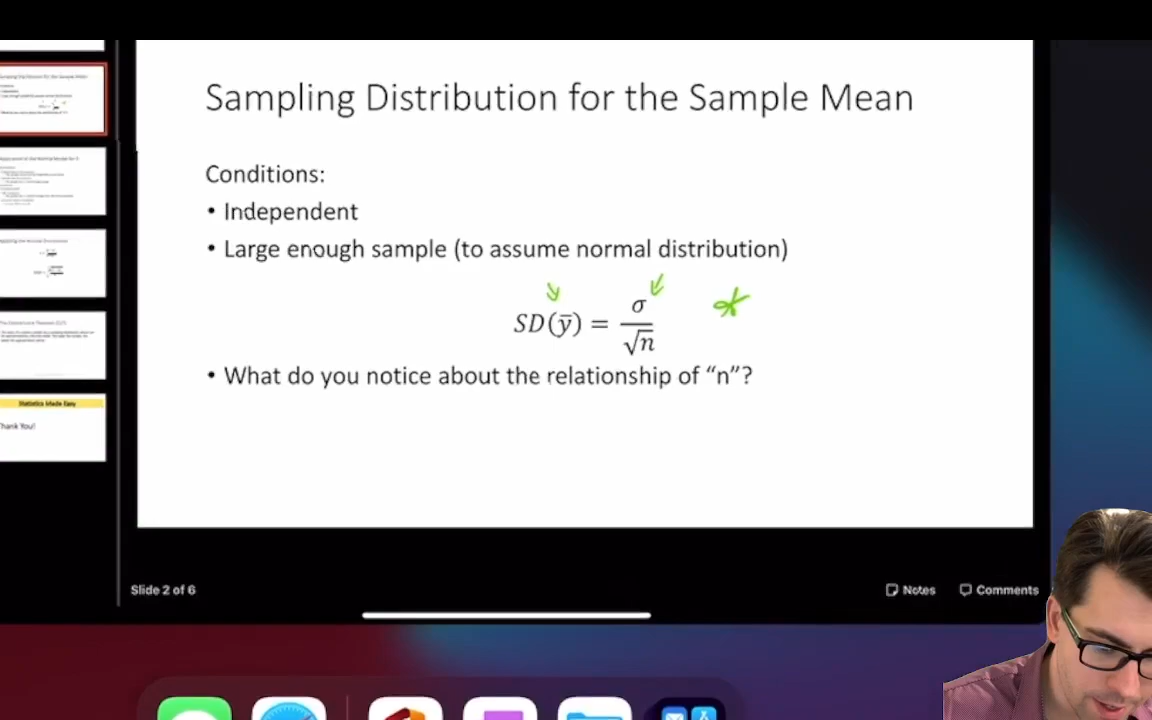 Sampling Distribution for the Sample Mean
Conditions:
• Independent
• Large enough sample (to assume normal distribution)
SD(ȳ) = σ/√n
• What do you notice about the relationship of “n”?
Statistics Made Easy
Thank You!
Slide 2 of 6
Notes
Comments